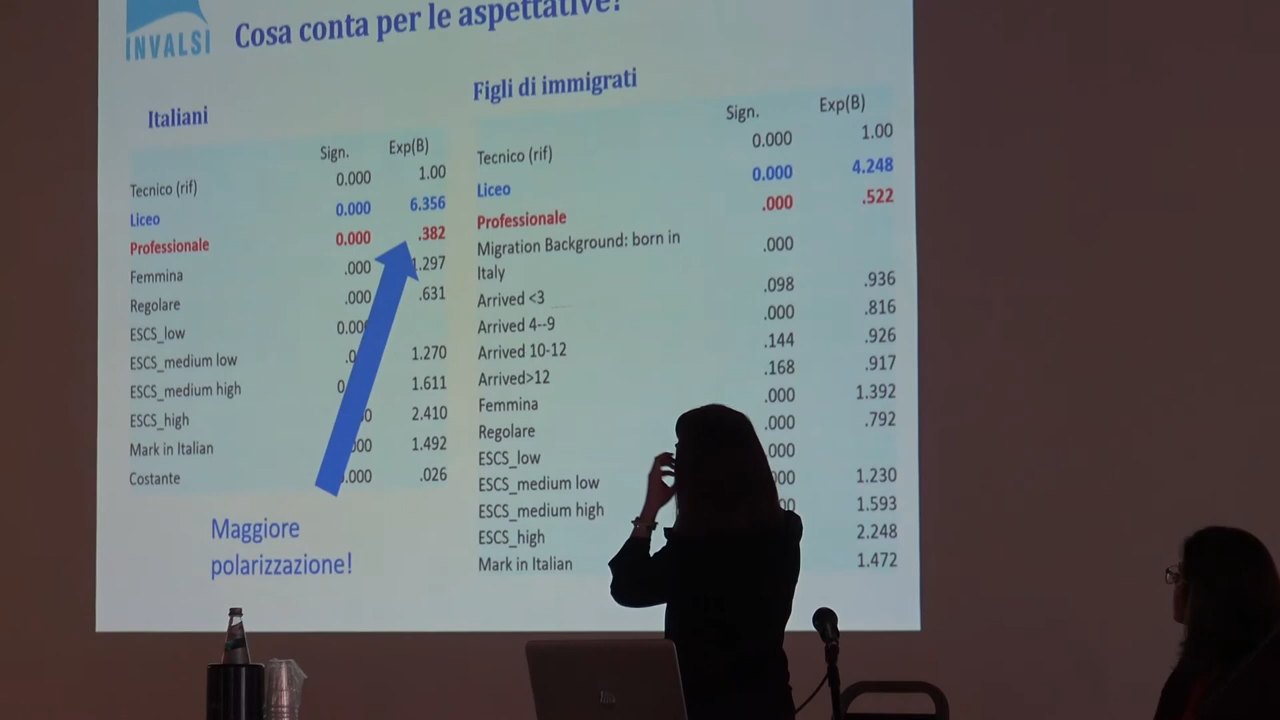 INVALSI
Cosa conta per le aspettative?
Italiani
Sign. Exp(B)
Tecnico (rif) 0.000 1.00
Liceo 0.000 6.356
Professionale 0.000 .382
Femmina .000 1.297
Regolare .000 .631
ESCS_low
ESCS_medium low 1.270
ESCS_medium high 1.611
ESCS_high 2.410
Mark in Italian 1.492
Costante .026
Maggiore
polarizzazione!
Figli di immigrati
Sign. Exp(B)
Tecnico (rif) 0.000 1.00
Liceo 0.000 4.248
Professionale .000 .522
Migration Background: born in .000
Italy
Arrived <3 .098 .936
Arrived 4--9 .000 .816
Arrived 10-12 .144 .926
Arrived>12 .168 .917
Femmina .000 1.392
Regolare .000 .792
ESCS_low .000
ESCS_medium low 1.230
ESCS_medium high 1.593
ESCS_high 2.248
Mark in Italian 1.472